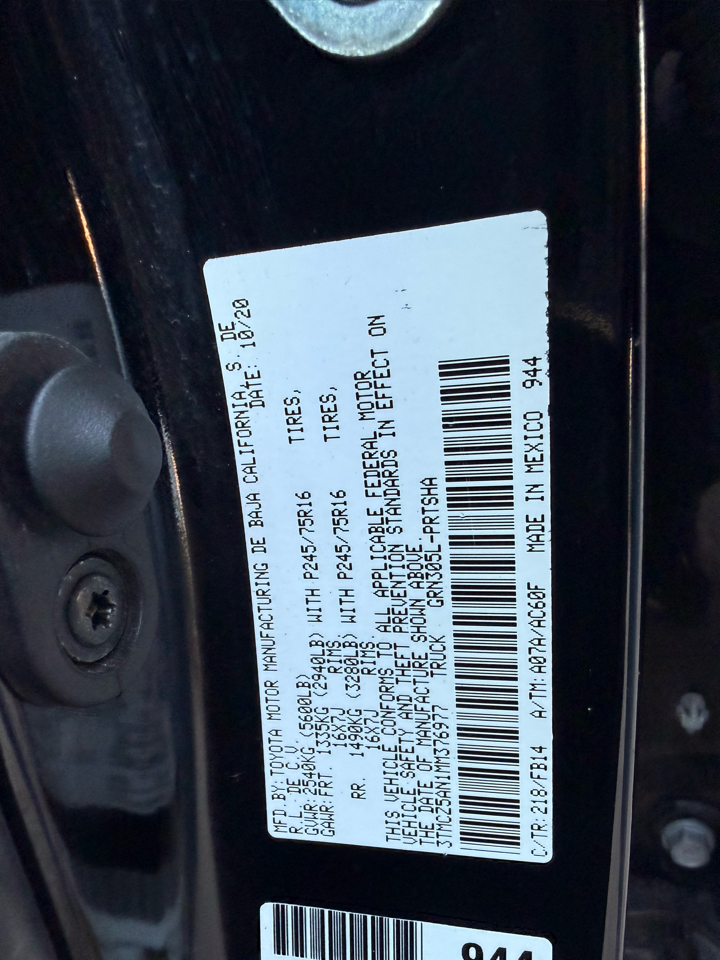 MFD.BY:TOYOTA MOTOR MANUFACTURING DE BAJA CALIFORNIA, S. DE
R.L. DE C.V. DATE: 10/20
GVWR:2540KG (5600LB)
GAWR:FRT. 1335KG (2940LB) WITH P245/75R16 TIRES,
16X7J RIMS
RR. 1490KG (3280LB) WITH P245/75R16 TIRES,
16X7J RIMS.
THIS VEHICLE CONFORMS TO ALL APPLICABLE FEDERAL MOTOR
VEHICLE SAFETY AND THEFT PREVENTION STANDARDS IN EFFECT ON
THE DATE OF MANUFACTURE SHOWN ABOVE.
3TMCZ5AN1MM376977 TRUCK GRN305L-PRTSHA
C/TR:218/FB14 A/TM:A07A/AC60F MADE IN MEXICO 944
944